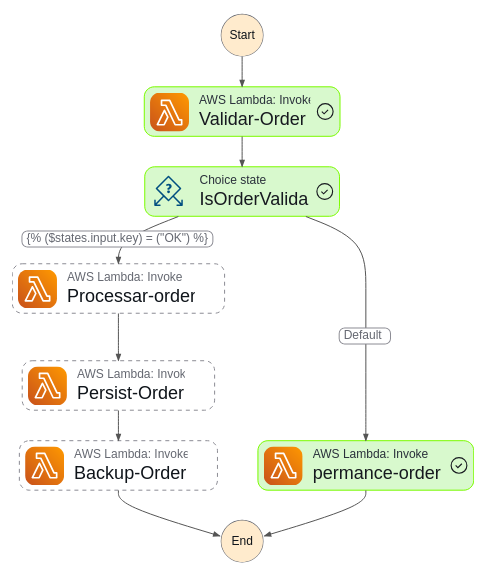 Start
AWS Lambda: Invoke
Validar-Order
Choice state
IsOrderValida
{% ($states.input.key) = ("OK") %}
AWS Lambda: Invoke
Processar-order
Default
AWS Lambda: Invok
Persist-Order
AWS Lambda: Invoke
Backup-Order
AWS Lambda: Invoke
permance-order
End